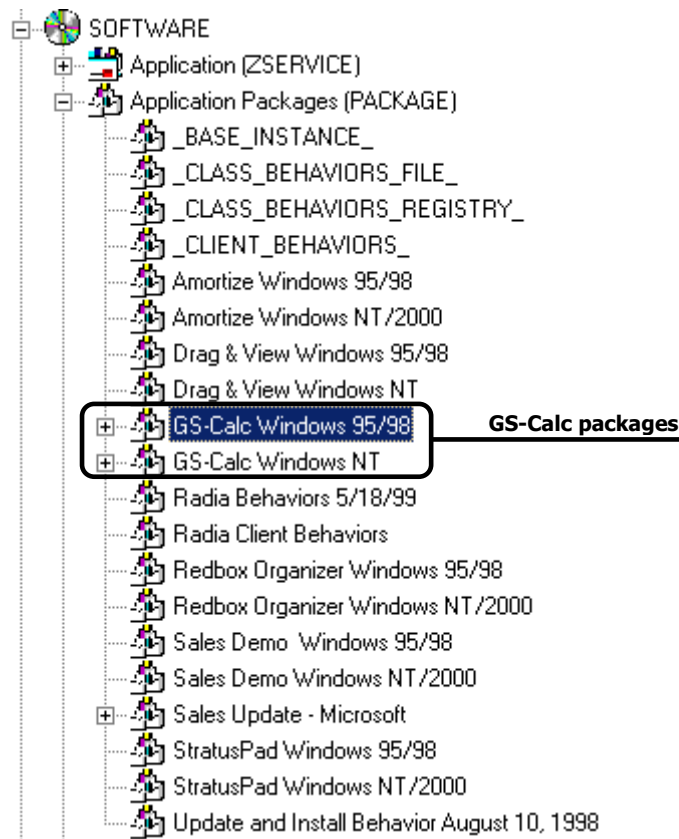 SOFTWARE
Application (ZSERVICE)
Application Packages (PACKAGE)
_BASE_INSTANCE_
_CLASS_BEHAVIORS_FILE_
_CLASS_BEHAVIORS_REGISTRY_
_CLIENT_BEHAVIORS_
Amortize Windows 95/98
Amortize Windows NT/2000
Drag & View Windows 95/98
Drag & View Windows NT
GS-Calc Windows 95/98
GS-Calc packages
GS-Calc Windows NT
Radia Behaviors 5/18/99
Radia Client Behaviors
Redbox Organizer Windows 95/98
Redbox Organizer Windows NT/2000
Sales Demo  Windows 95/98
Sales Demo Windows NT/2000
Sales Update - Microsoft
StratusPad Windows 95/98
StratusPad Windows NT/2000
Update and Install Behavior August 10, 1998